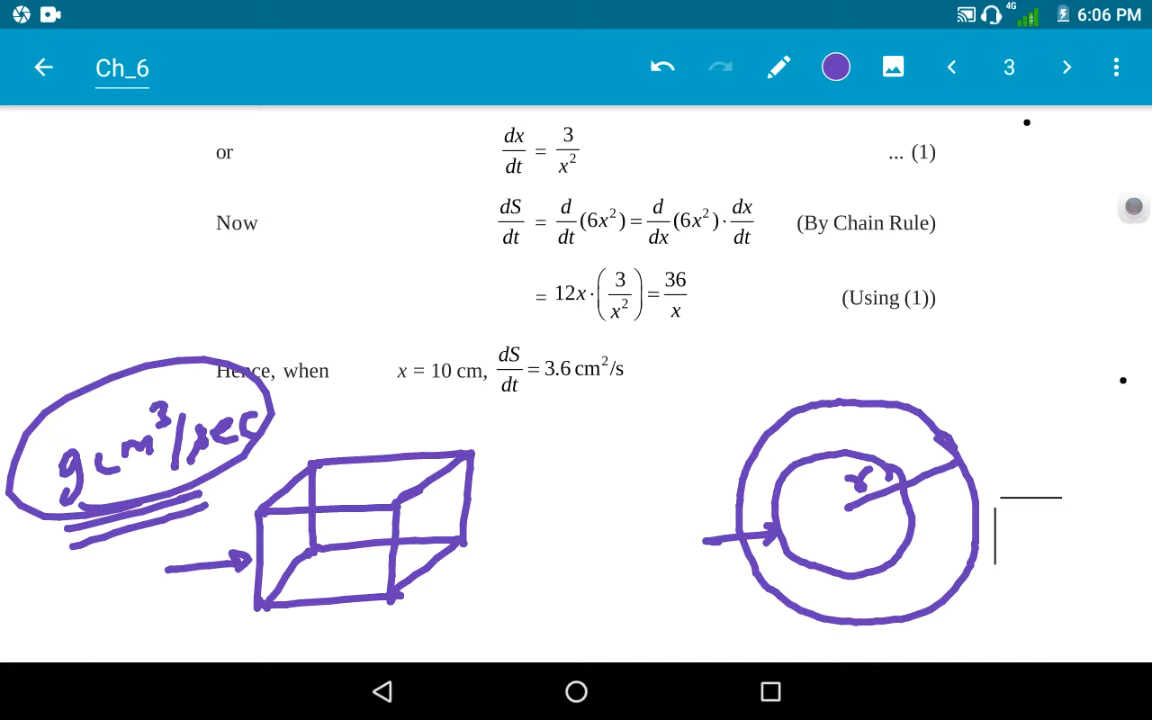 4G 6:06 PM
Ch_6 3
or dx/dt = 3/x² ... (1)
Now dS/dt = d/dt (6x²) = d/dx (6x²) · dx/dt (By Chain Rule)
= 12x · (3/x²) = 36/x (Using (1))
Hence, when x = 10 cm, dS/dt = 3.6 cm²/s
9cm³/sec
r